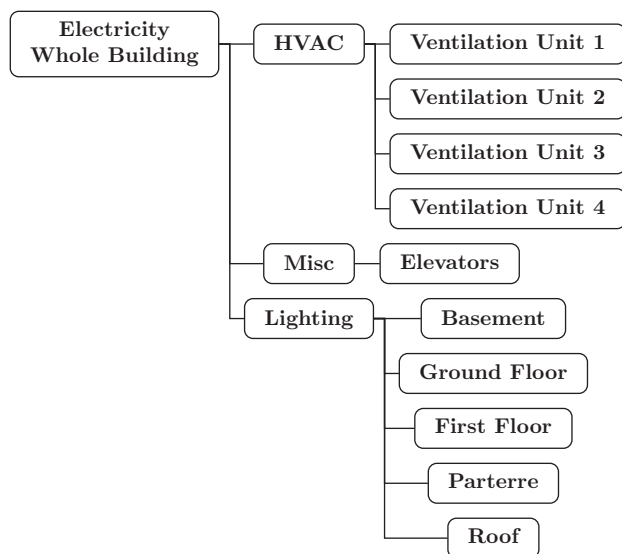 Electricity
Whole Building
HVAC
Ventilation Unit 1
Ventilation Unit 2
Ventilation Unit 3
Ventilation Unit 4
Misc
Elevators
Lighting
Basement
Ground Floor
First Floor
Parterre
Roof